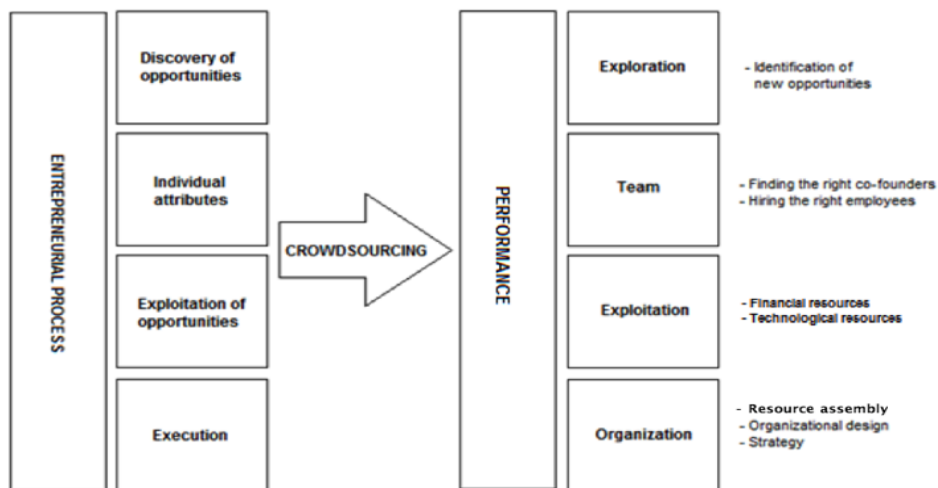 ENTREPRENEURIAL PROCESS
Discovery of
opportunities
Individual
attributes
Exploitation of
opportunities
Execution
CROWDSOURCING
PERFORMANCE
Exploration
- Identification of
new opportunities
Team
- Finding the right co-founders
- Hiring the right employees
Exploitation
- Financial resources
- Technological resources
Organization
- Resource assembly
- Organizational design
- Strategy